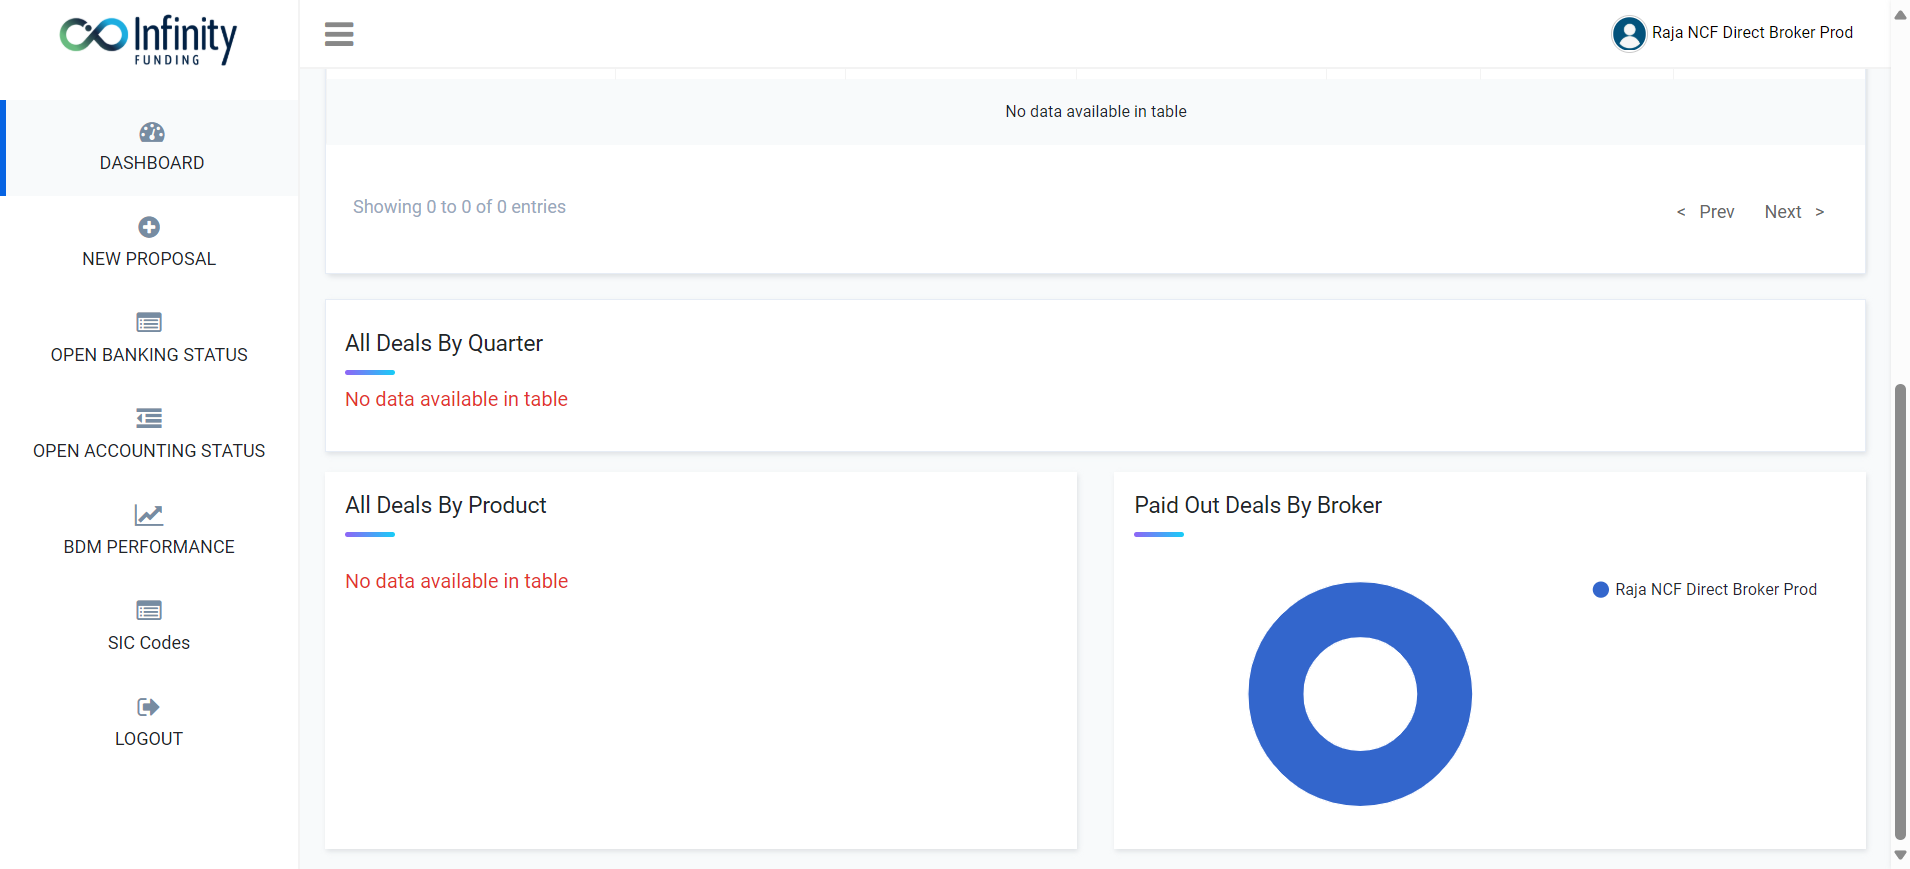 Infinity
FUNDING
Raja NCF Direct Broker Prod
DASHBOARD
NEW PROPOSAL
OPEN BANKING STATUS
OPEN ACCOUNTING STATUS
BDM PERFORMANCE
SIC Codes
LOGOUT
No data available in table
Showing 0 to 0 of 0 entries
< Prev Next >
All Deals By Quarter
No data available in table
All Deals By Product
No data available in table
Paid Out Deals By Broker
Raja NCF Direct Broker Prod